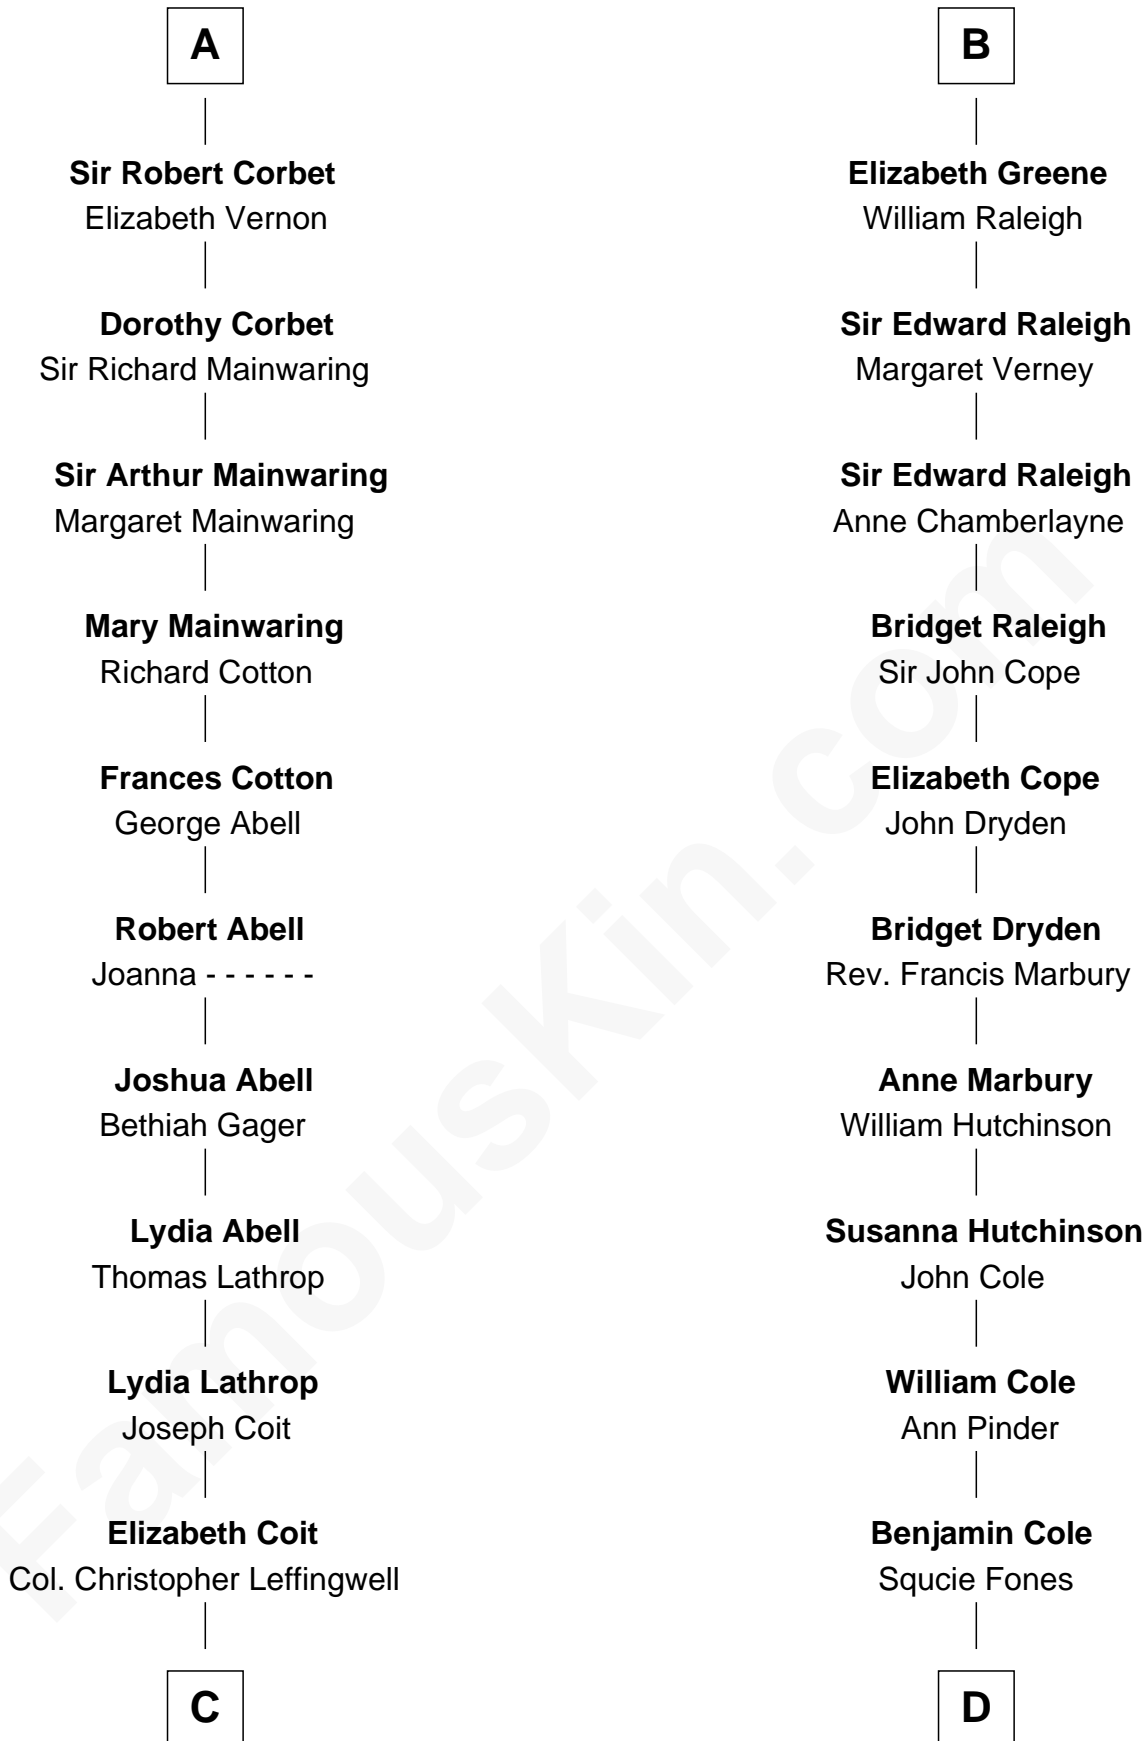 A
Sir Robert Corbet
Elizabeth Vernon
Dorothy Corbet
Sir Richard Mainwaring
Sir Arthur Mainwaring
Margaret Mainwaring
Mary Mainwaring
Richard Cotton
Frances Cotton
George Abell
Robert Abell
Joanna - - - - - -
Joshua Abell
Bethiah Gager
Lydia Abell
Thomas Lathrop
Lydia Lathrop
Joseph Coit
Elizabeth Coit
Col. Christopher Leffingwell
C
B
Elizabeth Greene
William Raleigh
Sir Edward Raleigh
Margaret Verney
Sir Edward Raleigh
Anne Chamberlayne
Bridget Raleigh
Sir John Cope
Elizabeth Cope
John Dryden
Bridget Dryden
Rev. Francis Marbury
Anne Marbury
William Hutchinson
Susanna Hutchinson
John Cole
William Cole
Ann Pinder
Benjamin Cole
Squcie Fones
D
FamousKin.com